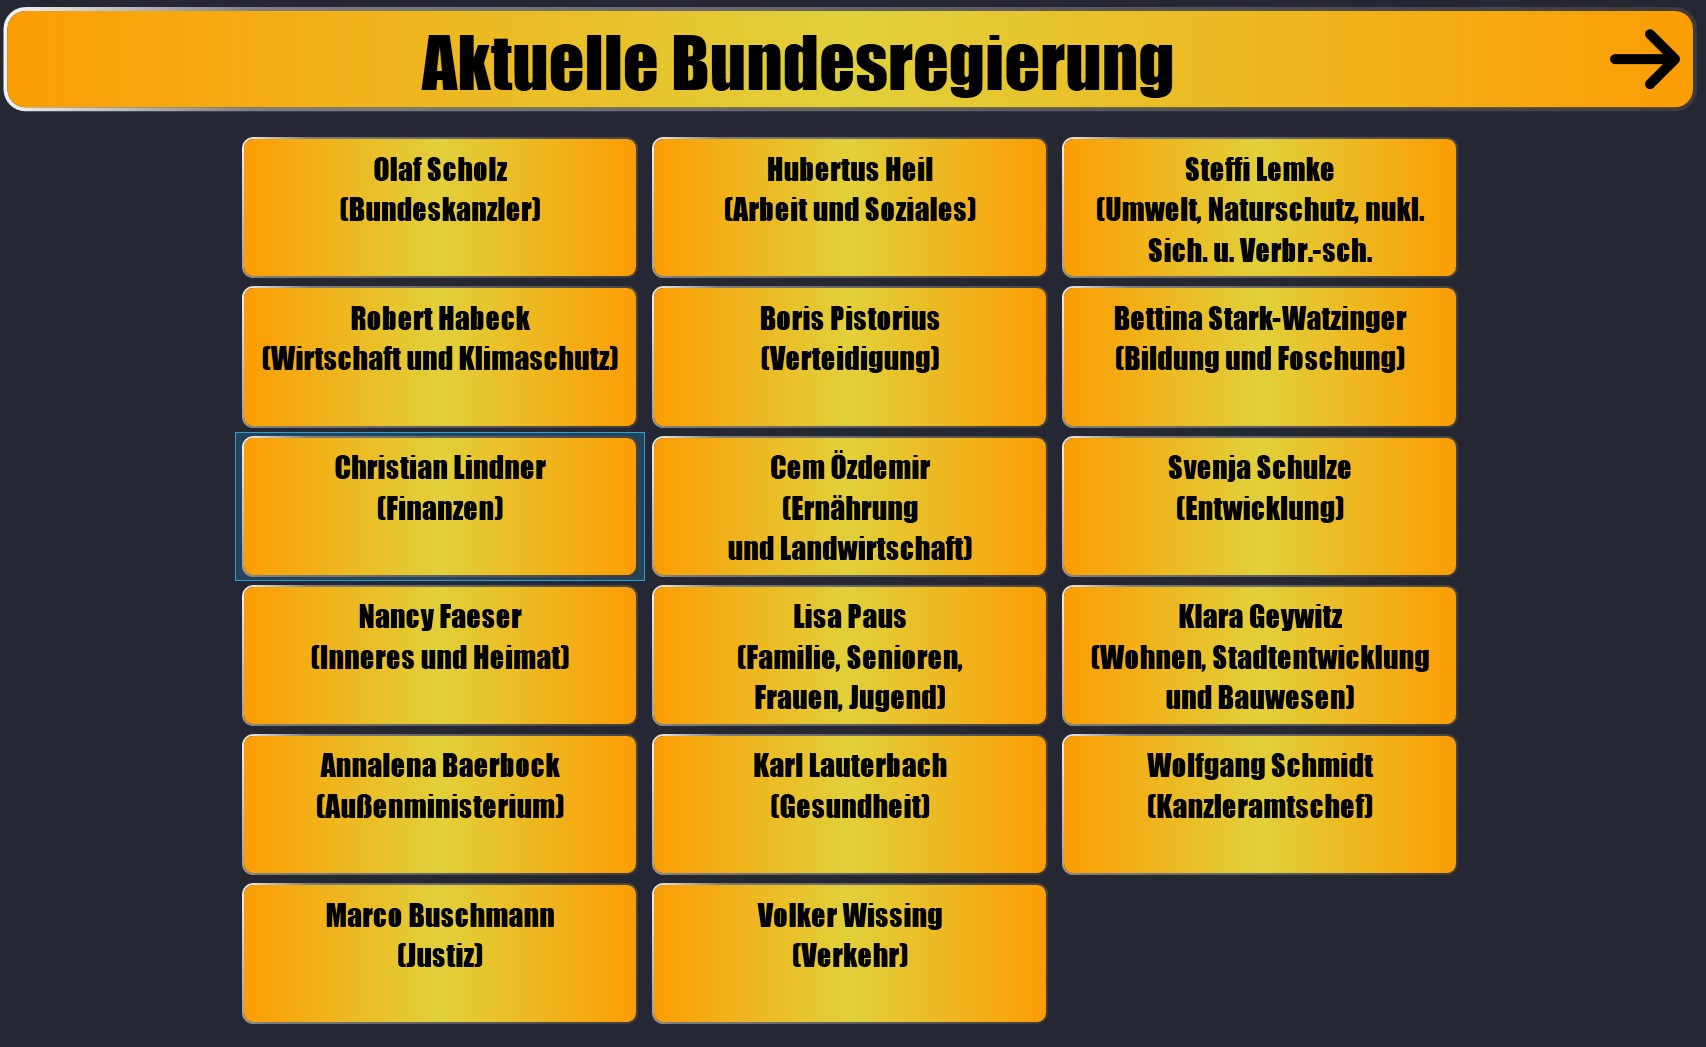 Aktuelle Bundesregierung
Olaf Scholz
(Bundeskanzler)
Hubertus Heil
(Arbeit und Soziales)
Steffi Lemke
(Umwelt, Naturschutz, nukl.
Sich. u. Verbr.-sch.
Robert Habeck
(Wirtschaft und Klimaschutz)
Boris Pistorius
(Verteidigung)
Bettina Stark-Watzinger
(Bildung und Foschung)
Christian Lindner
(Finanzen)
Cem Özdemir
(Ernährung
und Landwirtschaft)
Svenja Schulze
(Entwicklung)
Nancy Faeser
(Inneres und Heimat)
Lisa Paus
(Familie, Senioren,
Frauen, Jugend)
Klara Geywitz
(Wohnen, Stadtentwicklung
und Bauwesen)
Annalena Baerbock
(Außenministerium)
Karl Lauterbach
(Gesundheit)
Wolfgang Schmidt
(Kanzleramtschef)
Marco Buschmann
(Justiz)
Volker Wissing
(Verkehr)